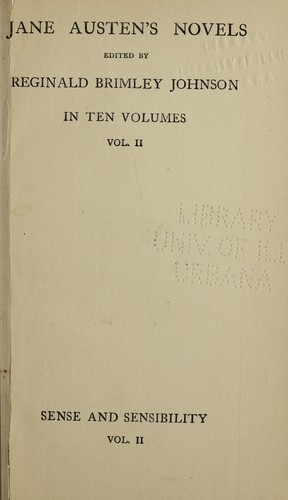 JANE AUSTEN'S NOVELS
EDITED BY
REGINALD BRIMLEY JOHNSON
IN TEN VOLUMES
VOL. II
LIBRARY
UNIV. OF ILL
URBANA
SENSE AND SENSIBILITY
VOL. II